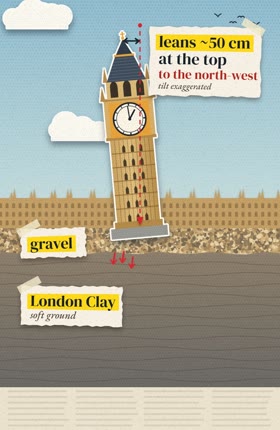 leans ~50 cm
at the top
to the north-west
tilt exaggerated
gravel
London Clay
soft ground